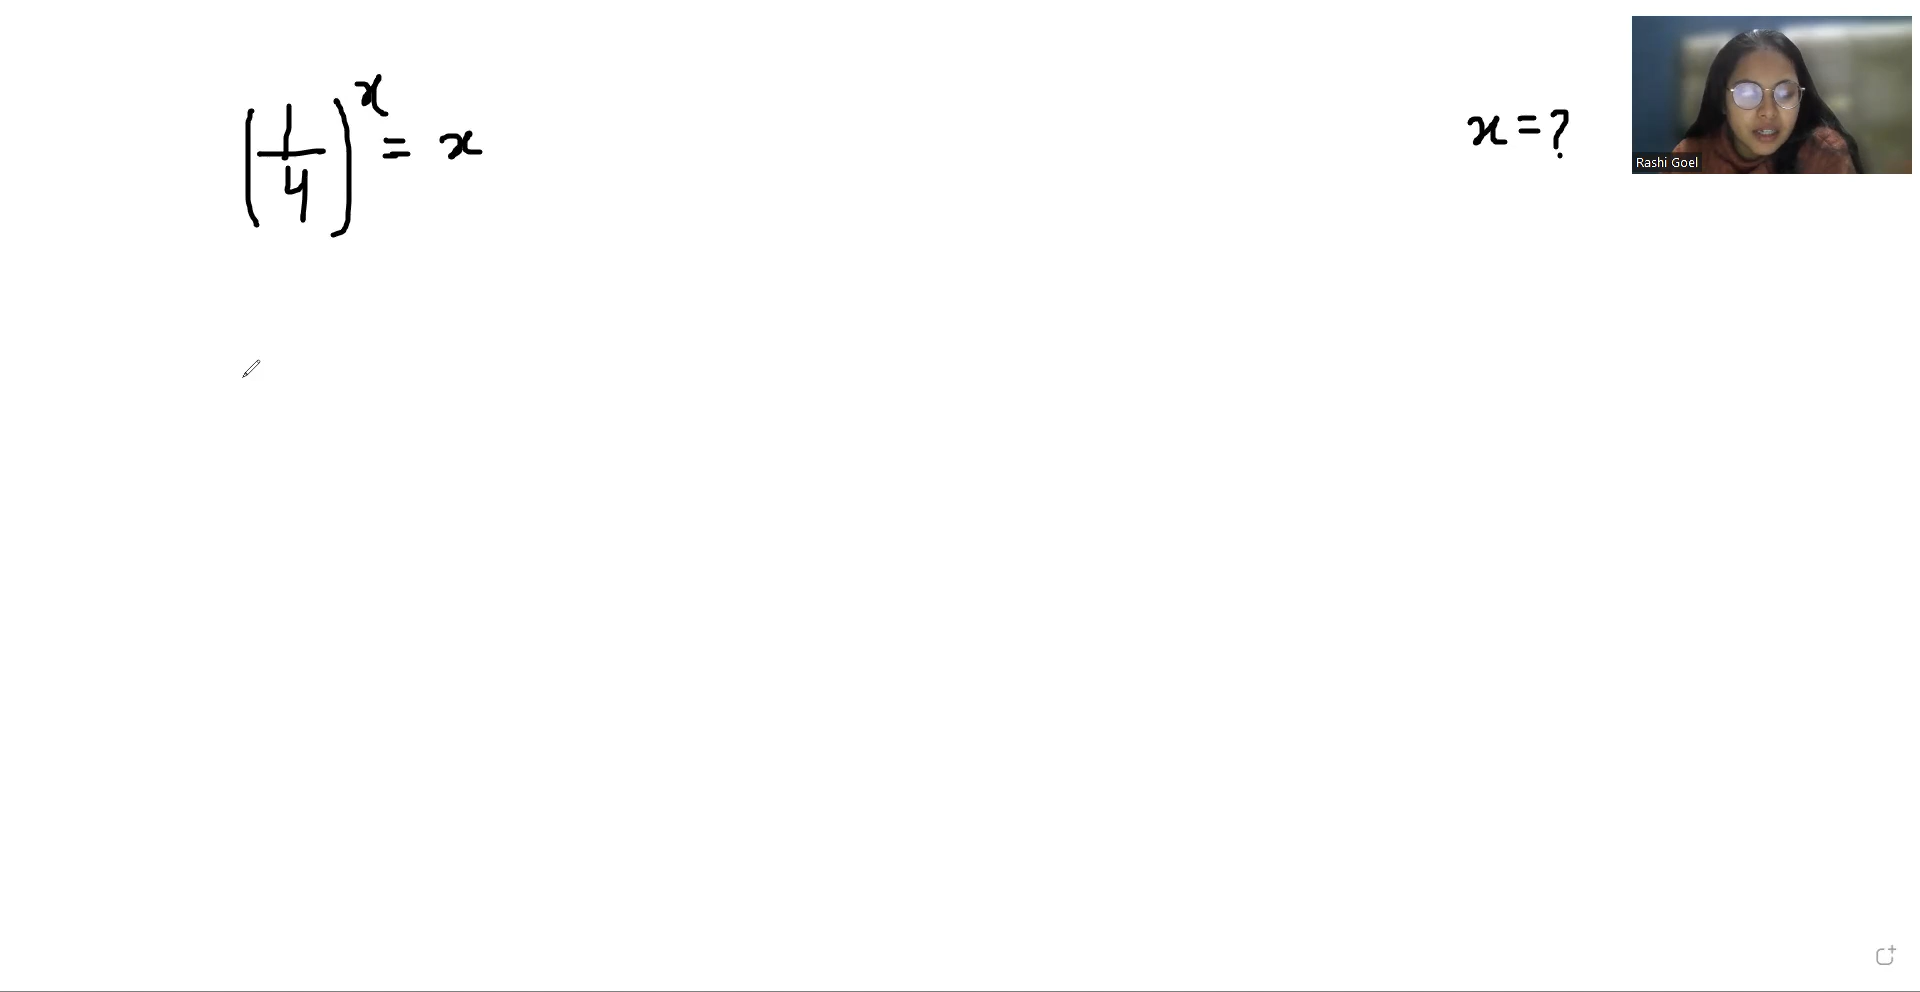 (1/4)^x = x
x = ?
Rashi Goel